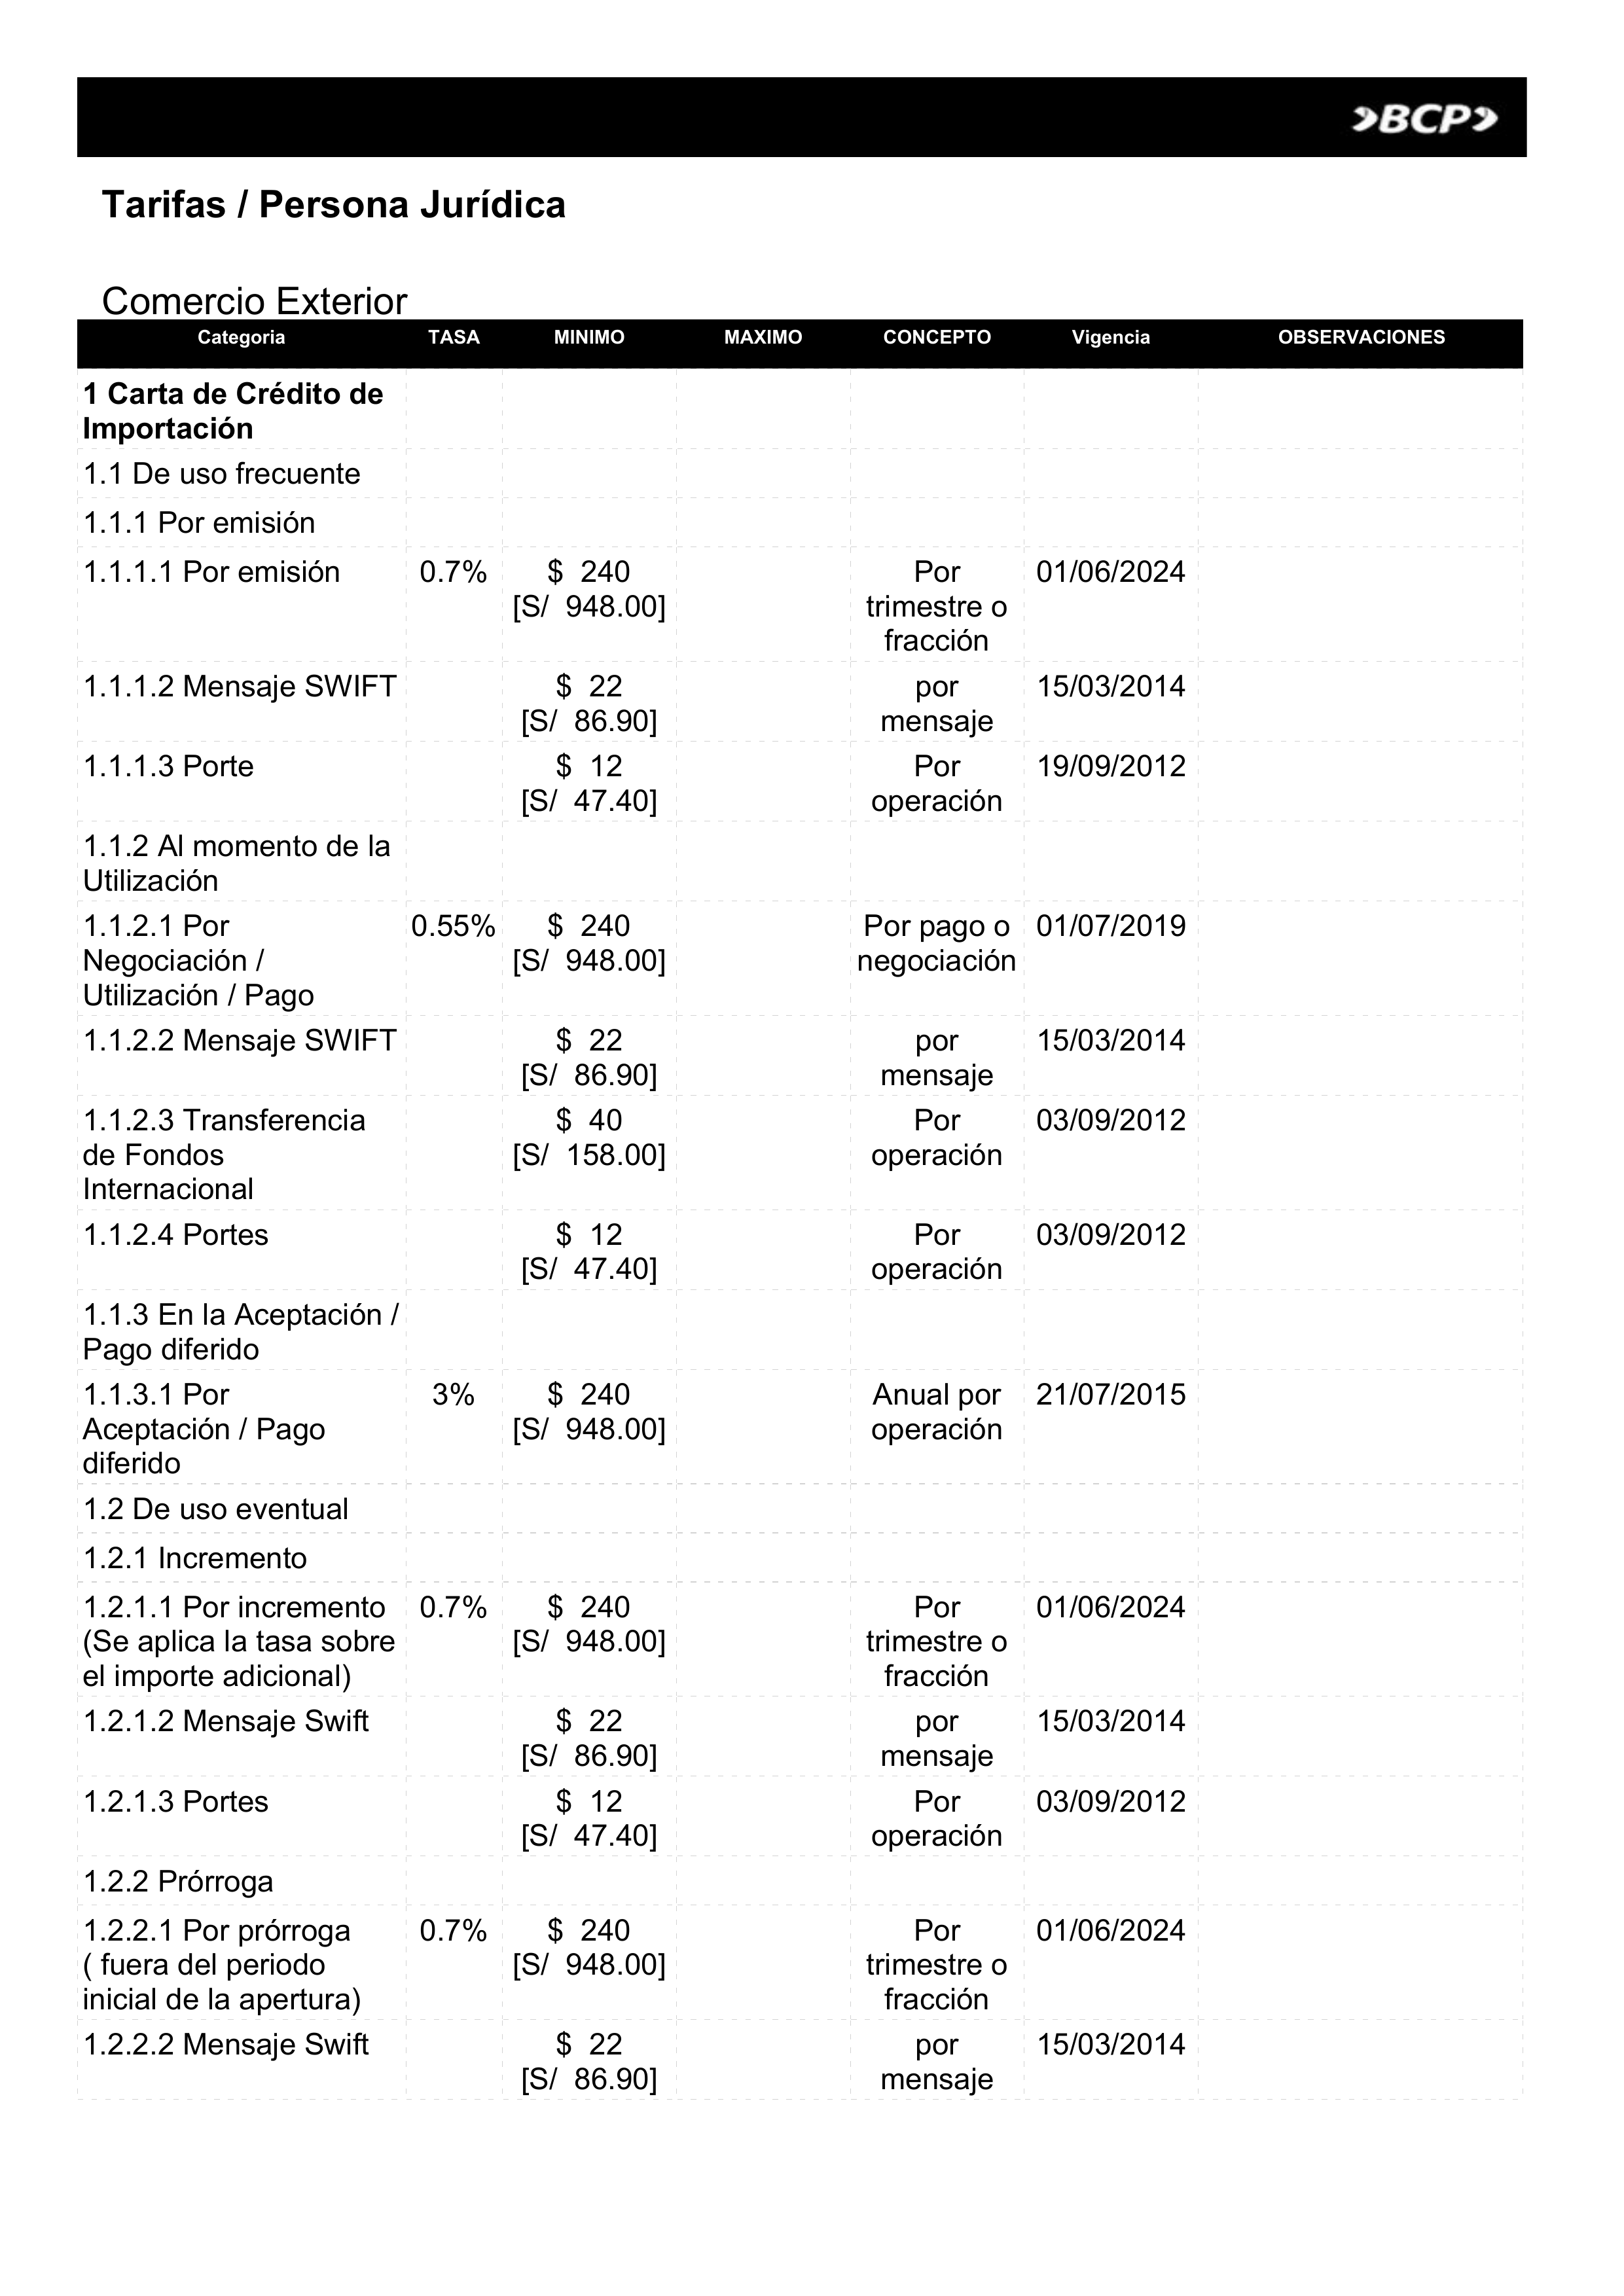 BCP
Tarifas / Persona Jurídica
Comercio Exterior
Categoria TASA MINIMO MAXIMO CONCEPTO Vigencia OBSERVACIONES
1 Carta de Crédito de
Importación
1.1 De uso frecuente
1.1.1 Por emisión
1.1.1.1 Por emisión 0.7% $ 240 Por 01/06/2024
[S/ 948.00] trimestre o
fracción
1.1.1.2 Mensaje SWIFT $ 22 por 15/03/2014
[S/ 86.90] mensaje
1.1.1.3 Porte $ 12 Por 19/09/2012
[S/ 47.40] operación
1.1.2 Al momento de la
Utilización
1.1.2.1 Por 0.55% $ 240 Por pago o 01/07/2019
Negociación / [S/ 948.00] negociación
Utilización / Pago
1.1.2.2 Mensaje SWIFT $ 22 por 15/03/2014
[S/ 86.90] mensaje
1.1.2.3 Transferencia $ 40 Por 03/09/2012
de Fondos [S/ 158.00] operación
Internacional
1.1.2.4 Portes $ 12 Por 03/09/2012
[S/ 47.40] operación
1.1.3 En la Aceptación /
Pago diferido
1.1.3.1 Por 3% $ 240 Anual por 21/07/2015
Aceptación / Pago [S/ 948.00] operación
diferido
1.2 De uso eventual
1.2.1 Incremento
1.2.1.1 Por incremento 0.7% $ 240 Por 01/06/2024
(Se aplica la tasa sobre [S/ 948.00] trimestre o
el importe adicional) fracción
1.2.1.2 Mensaje Swift $ 22 por 15/03/2014
[S/ 86.90] mensaje
1.2.1.3 Portes $ 12 Por 03/09/2012
[S/ 47.40] operación
1.2.2 Prórroga
1.2.2.1 Por prórroga 0.7% $ 240 Por 01/06/2024
( fuera del periodo [S/ 948.00] trimestre o
inicial de la apertura) fracción
1.2.2.2 Mensaje Swift $ 22 por 15/03/2014
[S/ 86.90] mensaje